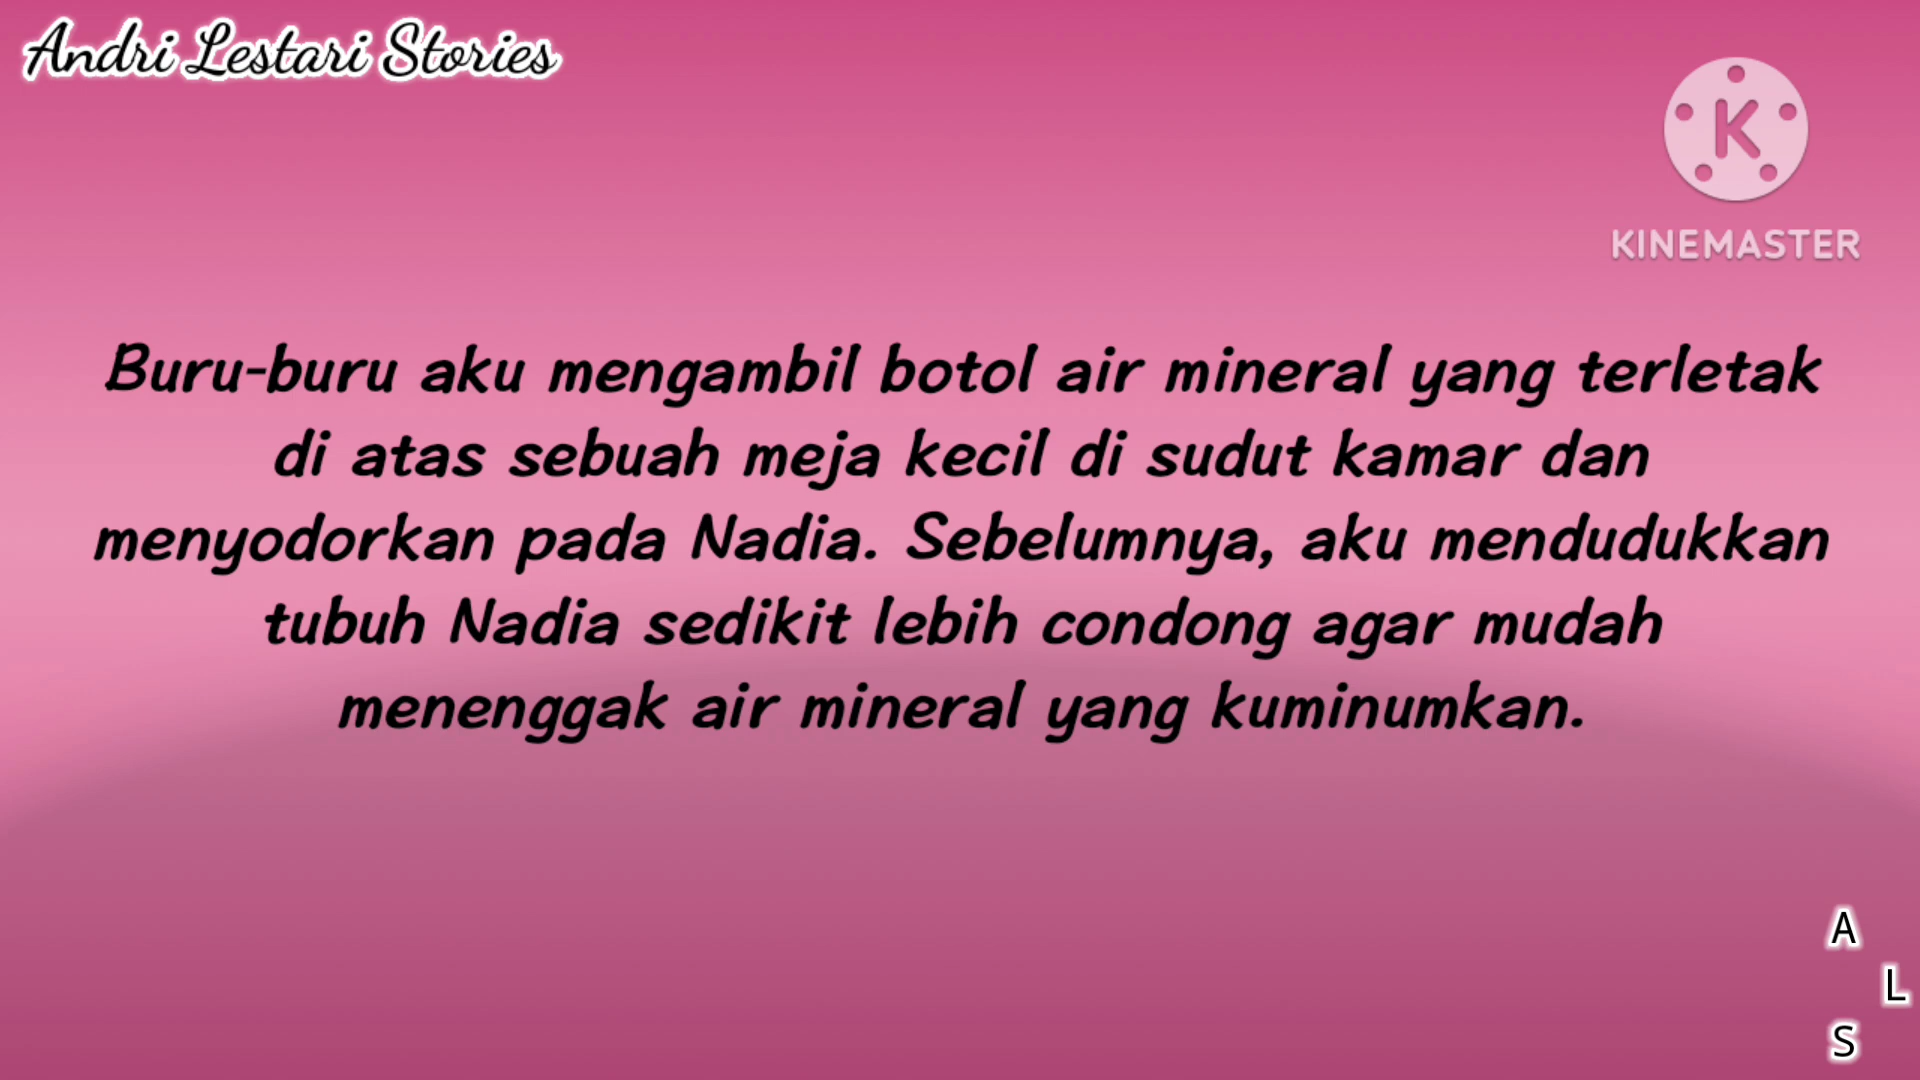 Andri Lestari Stories
K
KINEMASTER
Buru-buru aku mengambil botol air mineral yang terletak
di atas sebuah meja kecil di sudut kamar dan
menyodorkan pada Nadia. Sebelumnya, aku mendudukkan
tubuh Nadia sedikit lebih condong agar mudah
menenggak air mineral yang kuminumkan.
A
L
S